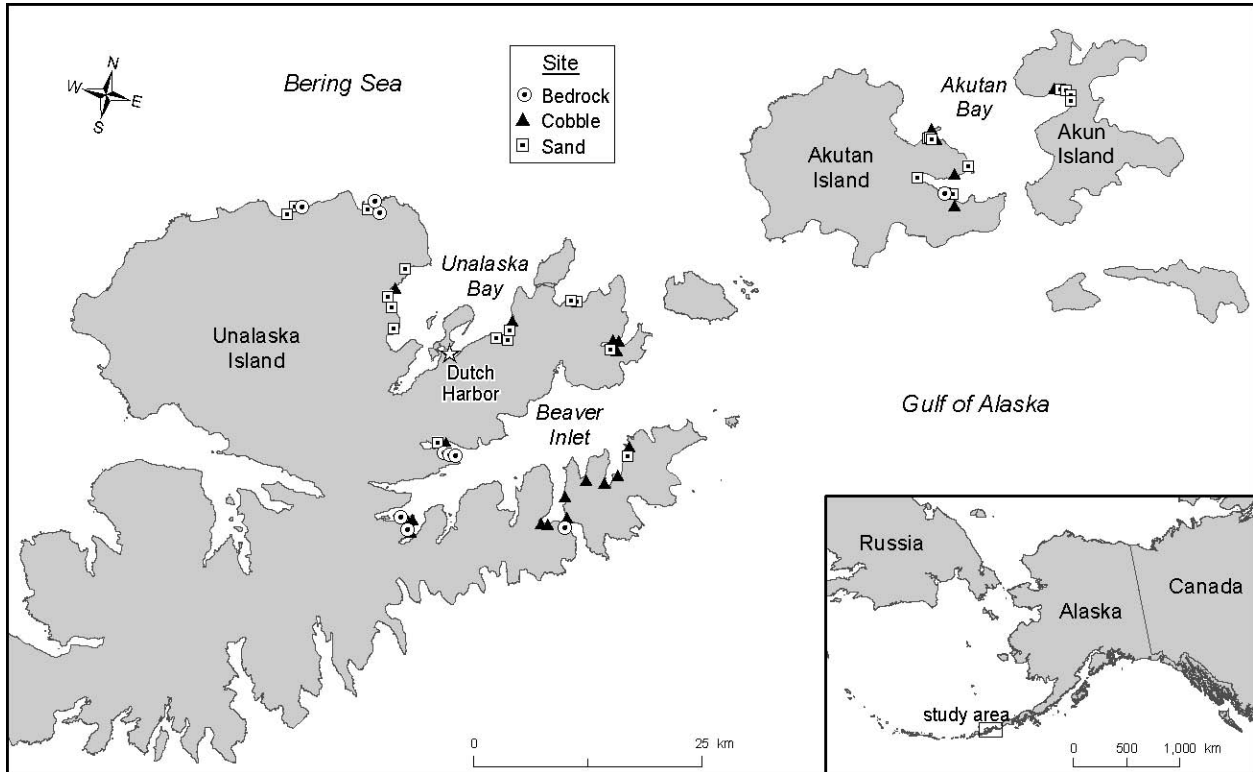 N
W
E
S
Bering Sea
Site
Bedrock
Cobble
Sand
Akutan
Bay
Akutan
Island
Akun
Island
Unalaska
Bay
Unalaska
Island
Dutch
Harbor
Beaver
Inlet
Gulf of Alaska
0 25 km
Russia
Canada
Alaska
study area
0 500 1,000 km